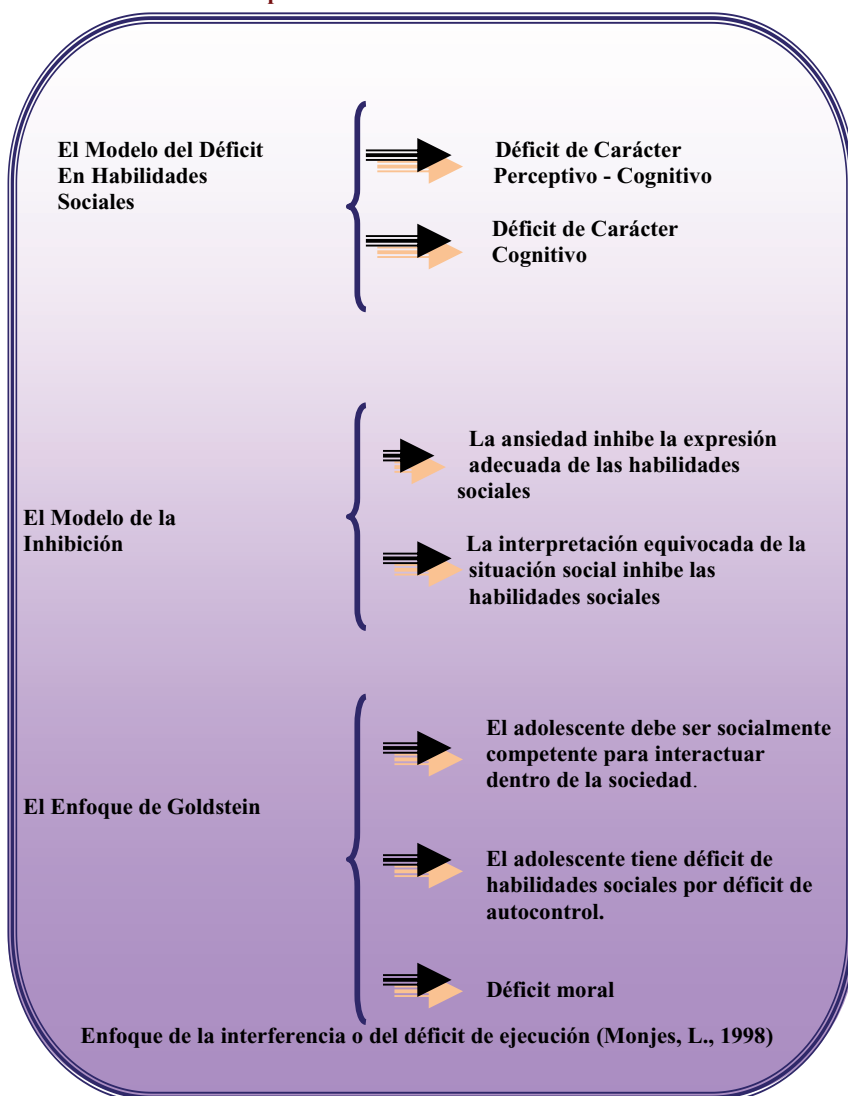 El Modelo del Déficit
En Habilidades
Sociales
Déficit de Carácter
Perceptivo - Cognitivo
Déficit de Carácter
Cognitivo
El Modelo de la
Inhibición
La ansiedad inhibe la expresión
adecuada de las habilidades
sociales
La interpretación equivocada de la
situación social inhibe las
habilidades sociales
El Enfoque de Goldstein
El adolescente debe ser socialmente
competente para interactuar
dentro de la sociedad.
El adolescente tiene déficit de
habilidades sociales por déficit de
autocontrol.
Déficit moral
Enfoque de la interferencia o del déficit de ejecución (Monjes, L., 1998)